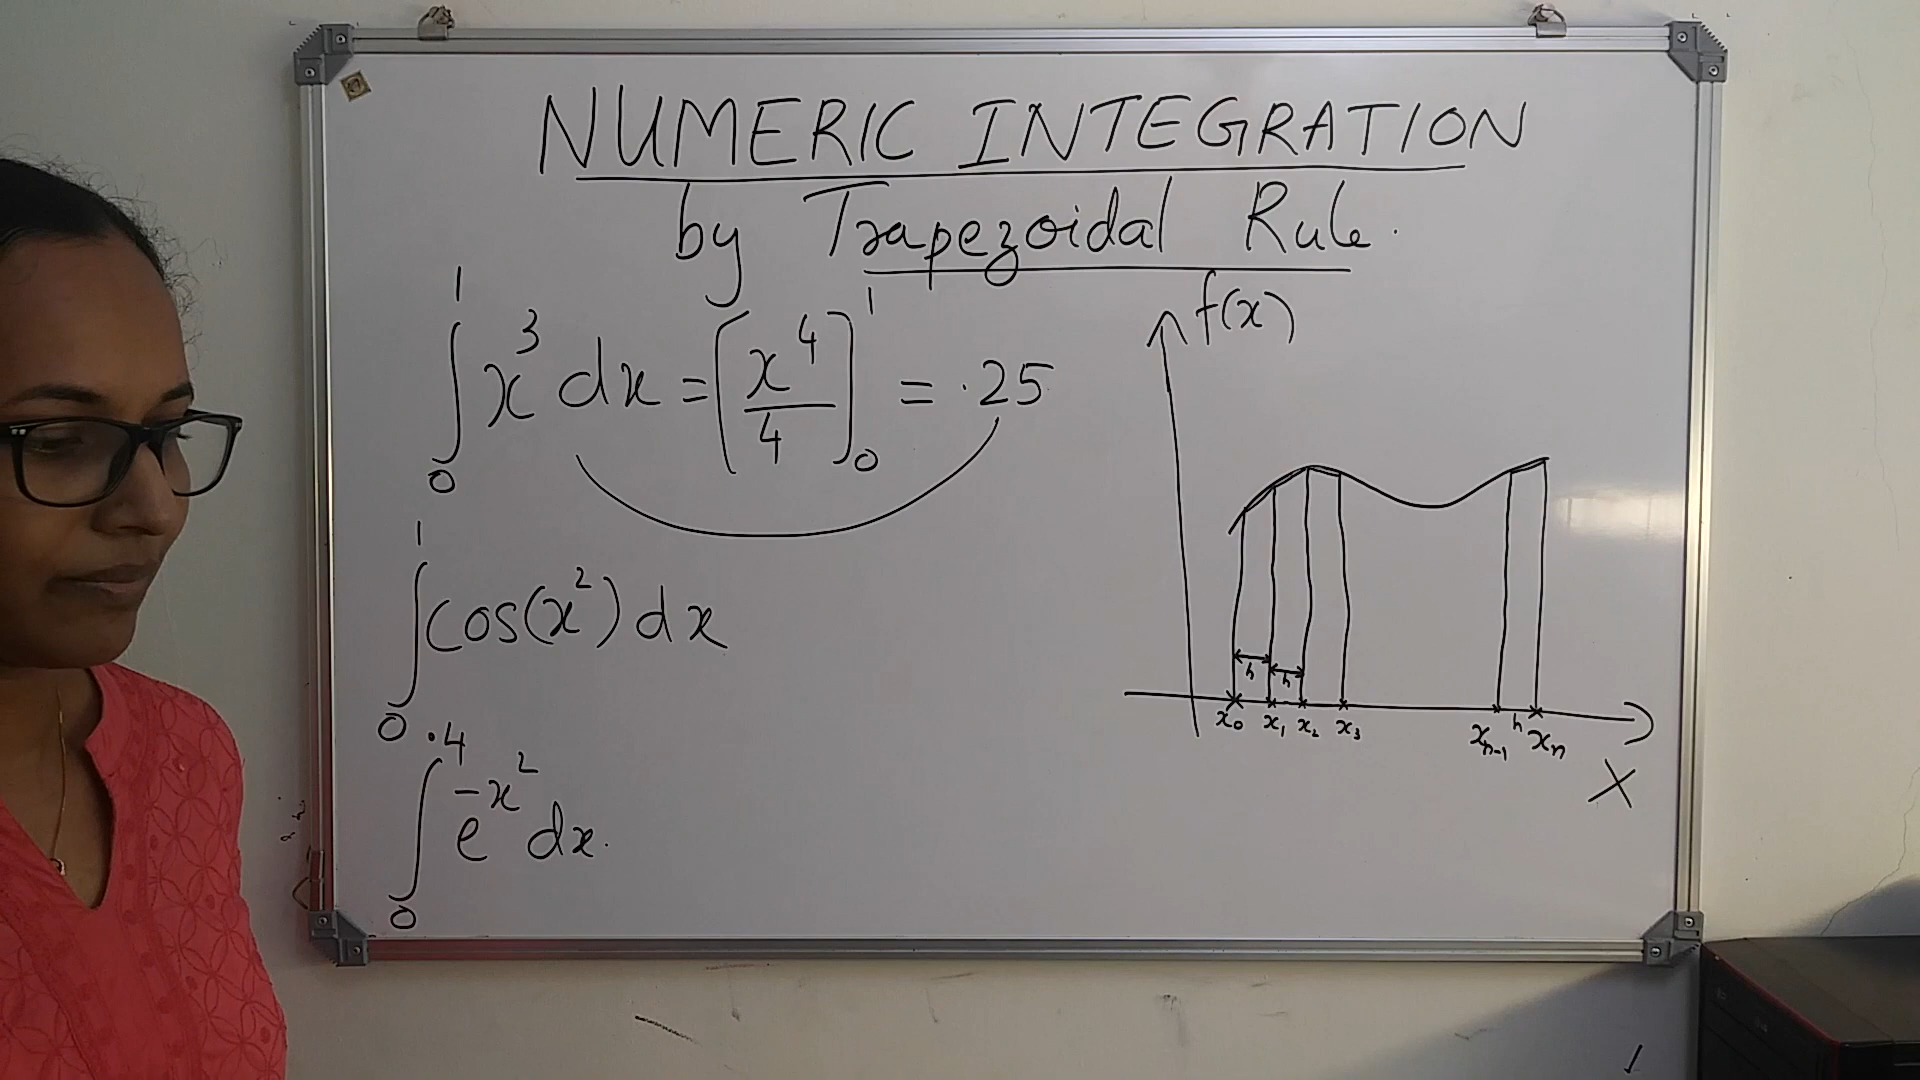 NUMERIC INTEGRATION
by Trapezoidal Rule.
∫₀¹ x³ dx = [x⁴/4]₀¹ = .25
∫₀¹ cos(x²) dx
∫₀^.4 e^-x² dx.
f(x)
h h
x₀ x₁ x₂ x₃ xₙ₋₁ h xₙ
X